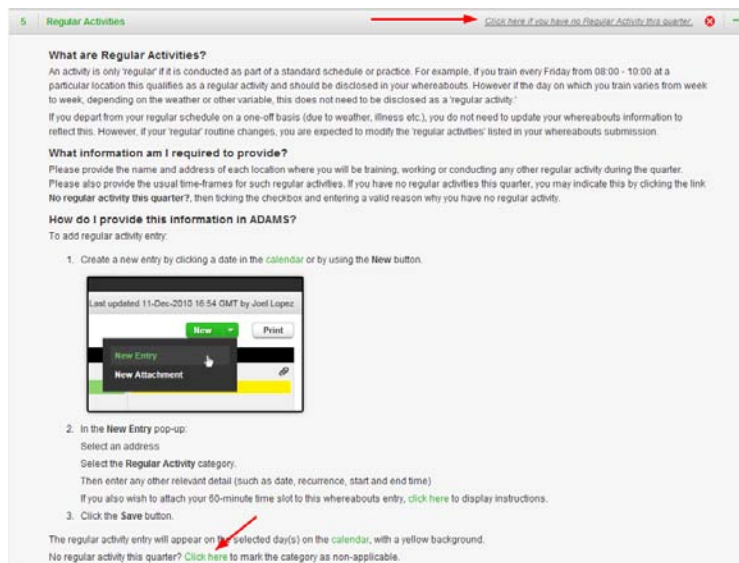 5 Regular Activities Click here if you have no Regular Activity this quarter.
What are Regular Activities?
An activity is only 'regular' if it is conducted as part of a standard schedule or practice. For example, if you train every Friday from 08:00 - 10:00 at a
particular location this qualifies as a regular activity and should be disclosed in your whereabouts. However if the day on which you train varies from week
to week, depending on the weather or other variable, this does not need to be disclosed as a 'regular activity.'
If you depart from your regular schedule on a one-off basis (due to weather, illness etc.), you do not need to update your whereabouts information to
reflect this. However, if your 'regular' routine changes, you are expected to modify the 'regular activities' listed in your whereabouts submission.
What information am I required to provide?
Please provide the name and address of each location where you will be training, working or conducting any other regular activity during the quarter.
Please also provide the usual time-frames for such regular activities. If you have no regular activities this quarter, you may indicate this by clicking the link
No regular activity this quarter?, then ticking the checkbox and entering a valid reason why you have no regular activity.
How do I provide this information in ADAMS?
To add regular activity entry:
1. Create a new entry by clicking a date in the calendar or by using the New button.
Last updated 11-Dec-2010 16:54 GMT by Joel Lopez
New Print
New Entry
New Attachment
2. In the New Entry pop-up:
Select an address
Select the Regular Activity category.
Then enter any other relevant detail (such as date, recurrence, start and end time)
If you also wish to attach your 60-minute time slot to this whereabouts entry, click here to display instructions.
3. Click the Save button.
The regular activity entry will appear on the selected day(s) on the calendar, with a yellow background.
No regular activity this quarter? Click here to mark the category as non-applicable.